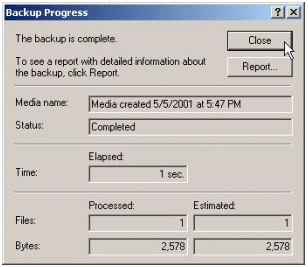 Backup Progress
The backup is complete.
Close
To see a report with detailed information about
the backup, click Report.
Report...
Media name: Media created 5/5/2001 at 5:47 PM
Status: Completed
Elapsed:
Time: 1 sec.
Processed: Estimated:
Files: 1 1
Bytes: 2,578 2,578